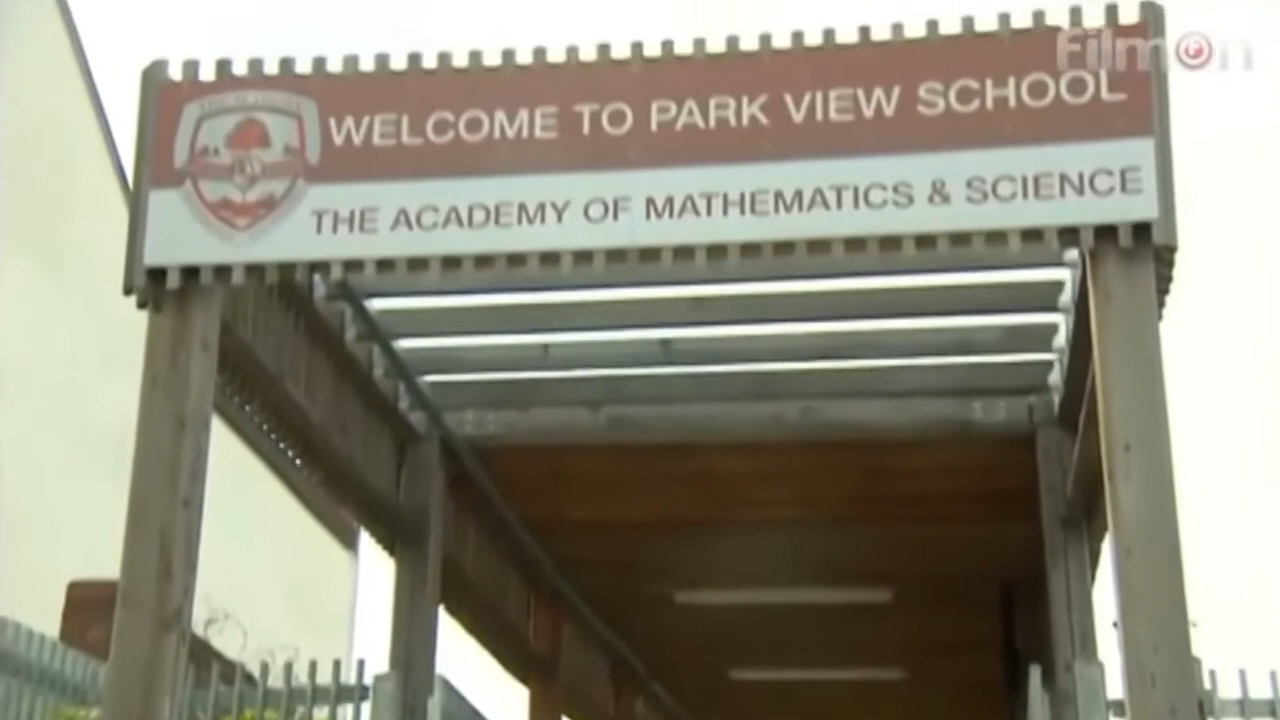 FilmOn
WELCOME TO PARK VIEW SCHOOL
THE ACADEMY OF MATHEMATICS & SCIENCE